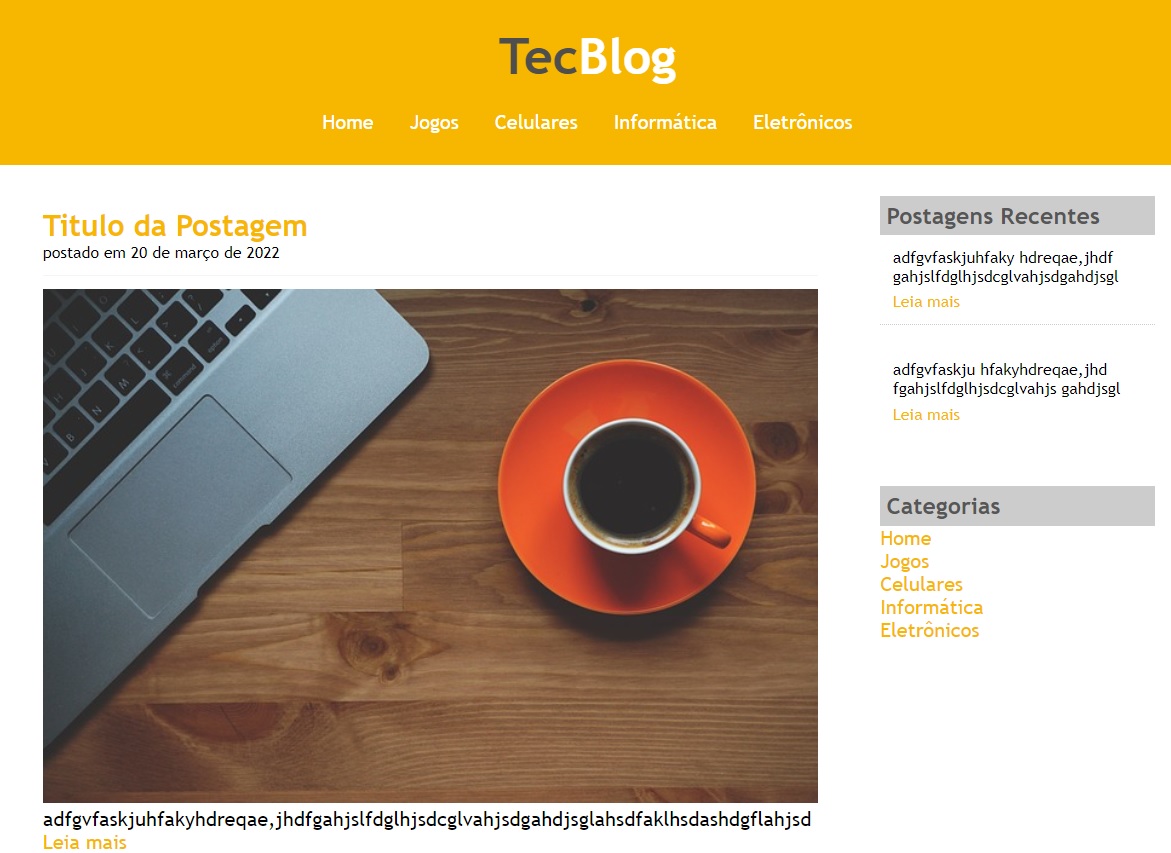 TecBlog
Home Jogos Celulares Informática Eletrônicos
Titulo da Postagem
postado em 20 de março de 2022
adfgvfaskjuhfakyhdreqae,jhdfgahjslfdglhjsdcglvahjsdgahdjsglahsdfaklhsdashdgflahjsd
Leia mais
Postagens Recentes
adfgvfaskjuhfaky hdreqae,jhdf
gahjslfdglhjsdcglvahjsdgahdjsgl
Leia mais
adfgvfaskju hfakyhdreqae,jhd
fgahjslfdglhjsdcglvahjs gahdjsgl
Leia mais
Categorias
Home
Jogos
Celulares
Informática
Eletrônicos